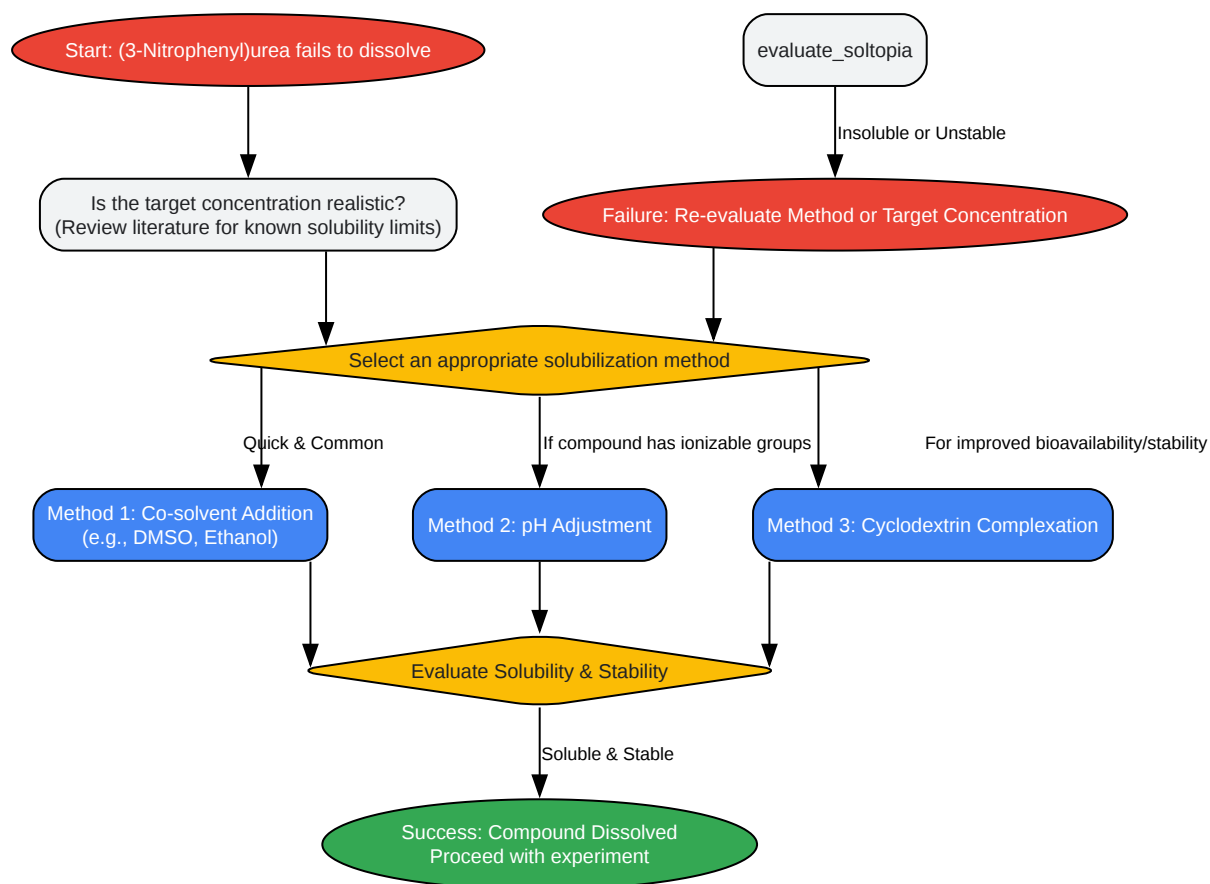 Start: (3-Nitrophenyl)urea fails to dissolve
evaluate_soltopia
Insoluble or Unstable
Is the target concentration realistic?
(Review literature for known solubility limits)
Failure: Re-evaluate Method or Target Concentration
Select an appropriate solubilization method
Quick & Common
If compound has ionizable groups
For improved bioavailability/stability
Method 1: Co-solvent Addition
(e.g., DMSO, Ethanol)
Method 2: pH Adjustment
Method 3: Cyclodextrin Complexation
Evaluate Solubility & Stability
Soluble & Stable
Success: Compound Dissolved
Proceed with experiment